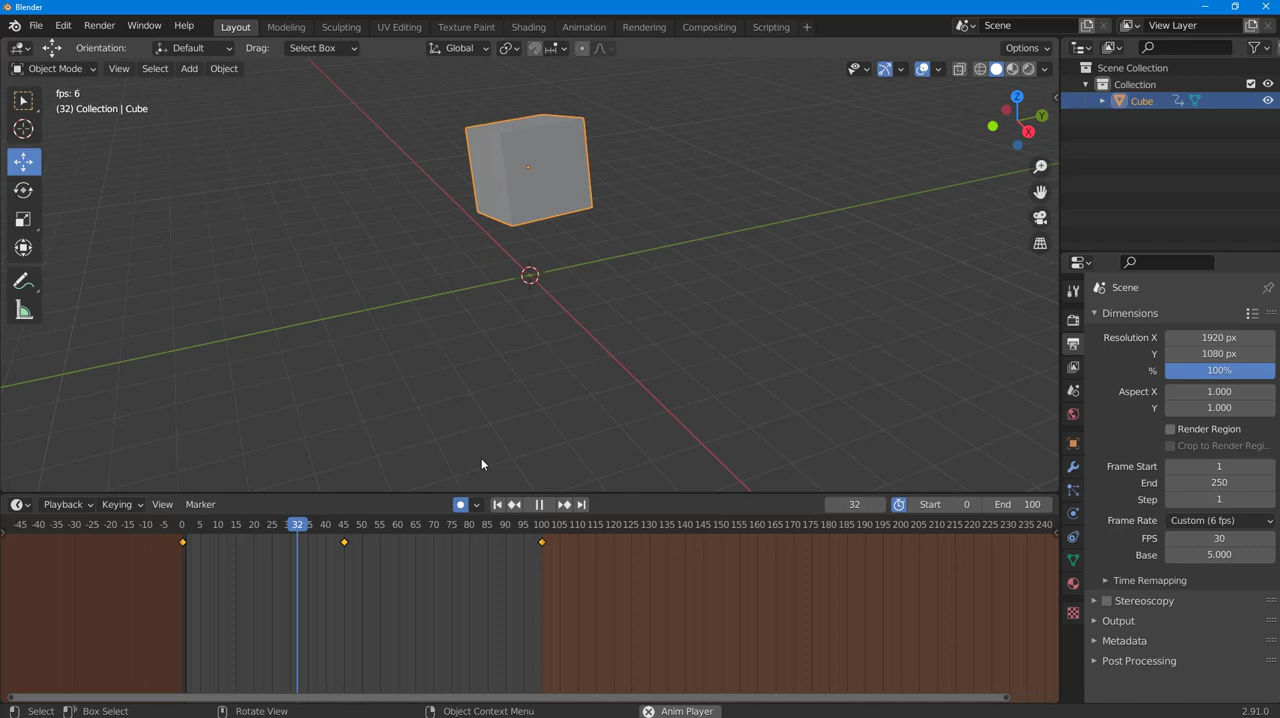 Blender
File Edit Render Window Help Layout Modeling Sculpting UV Editing Texture Paint Shading Animation Rendering Compositing Scripting + Scene View Layer
Orientation: Default Drag: Select Box Global Options
Object Mode View Select Add Object
fps: 6
(32) Collection | Cube
Z
Y
X
Scene Collection
Collection
Cube
Scene
Dimensions
Resolution X 1920 px
Y 1080 px
% 100%
Aspect X 1.000
Y 1.000
Render Region
Crop to Render Regi...
Frame Start 1
End 250
Step 1
Frame Rate Custom (6 fps)
FPS 30
Base 5.000
Time Remapping
Stereoscopy
Output
Metadata
Post Processing
Playback Keying View Marker 32 Start 0 End 100
-45 -40 -35 -30 -25 -20 -15 -10 -5 0 5 10 15 20 25 32 35 40 45 50 55 60 65 70 75 80 85 90 95 100 105 110 115 120 125 130 135 140 145 150 155 160 165 170 175 180 185 190 195 200 205 210 215 220 225 230 235 240
Select Box Select Rotate View Object Context Menu Anim Player 2.91.0